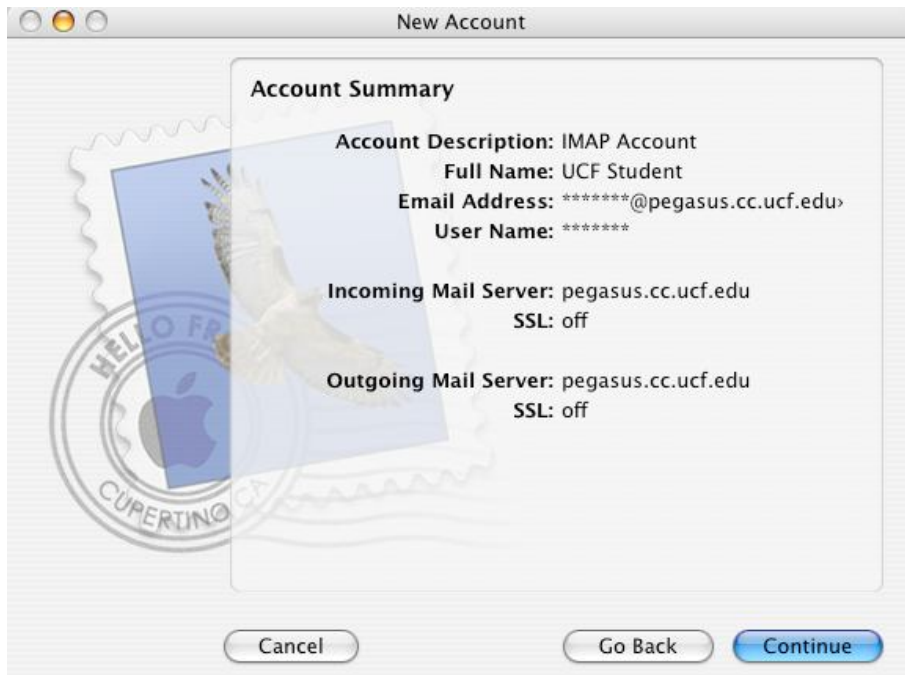 New Account
Account Summary
Account Description: IMAP Account
Full Name: UCF Student
Email Address: *******@pegasus.cc.ucf.edu›
User Name: *******
Incoming Mail Server: pegasus.cc.ucf.edu
SSL: off
Outgoing Mail Server: pegasus.cc.ucf.edu
SSL: off
HELLO FR
CUPERTINO CA
Cancel
Go Back
Continue